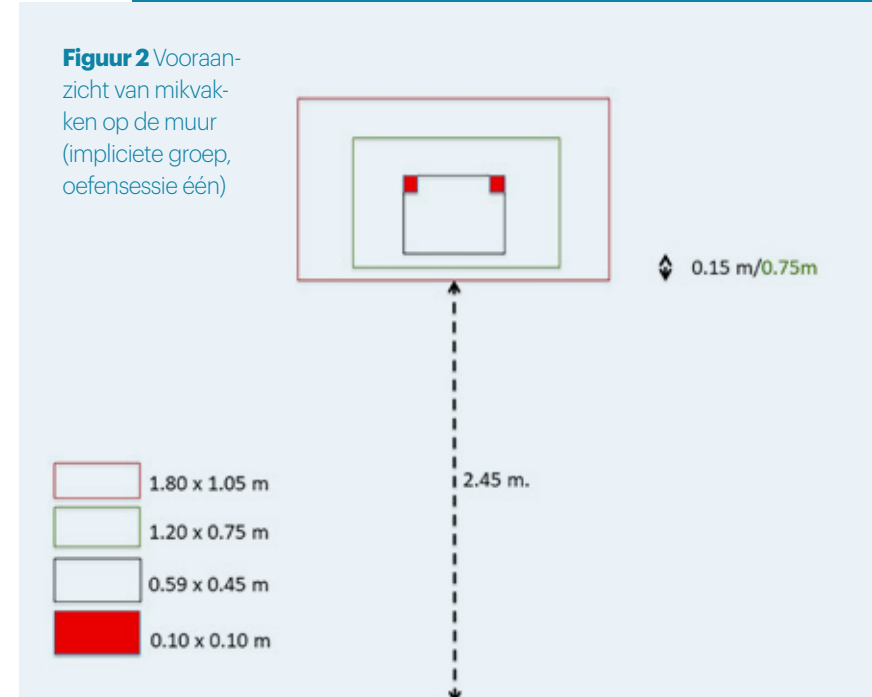 Figuur 2 Vooraan-
zicht van mikvak-
ken op de muur
(impliciete groep,
oefensessie één)
0.15 m/0.75m
2.45 m.
1.80 x 1.05 m
1.20 x 0.75 m
0.59 x 0.45 m
0.10 x 0.10 m